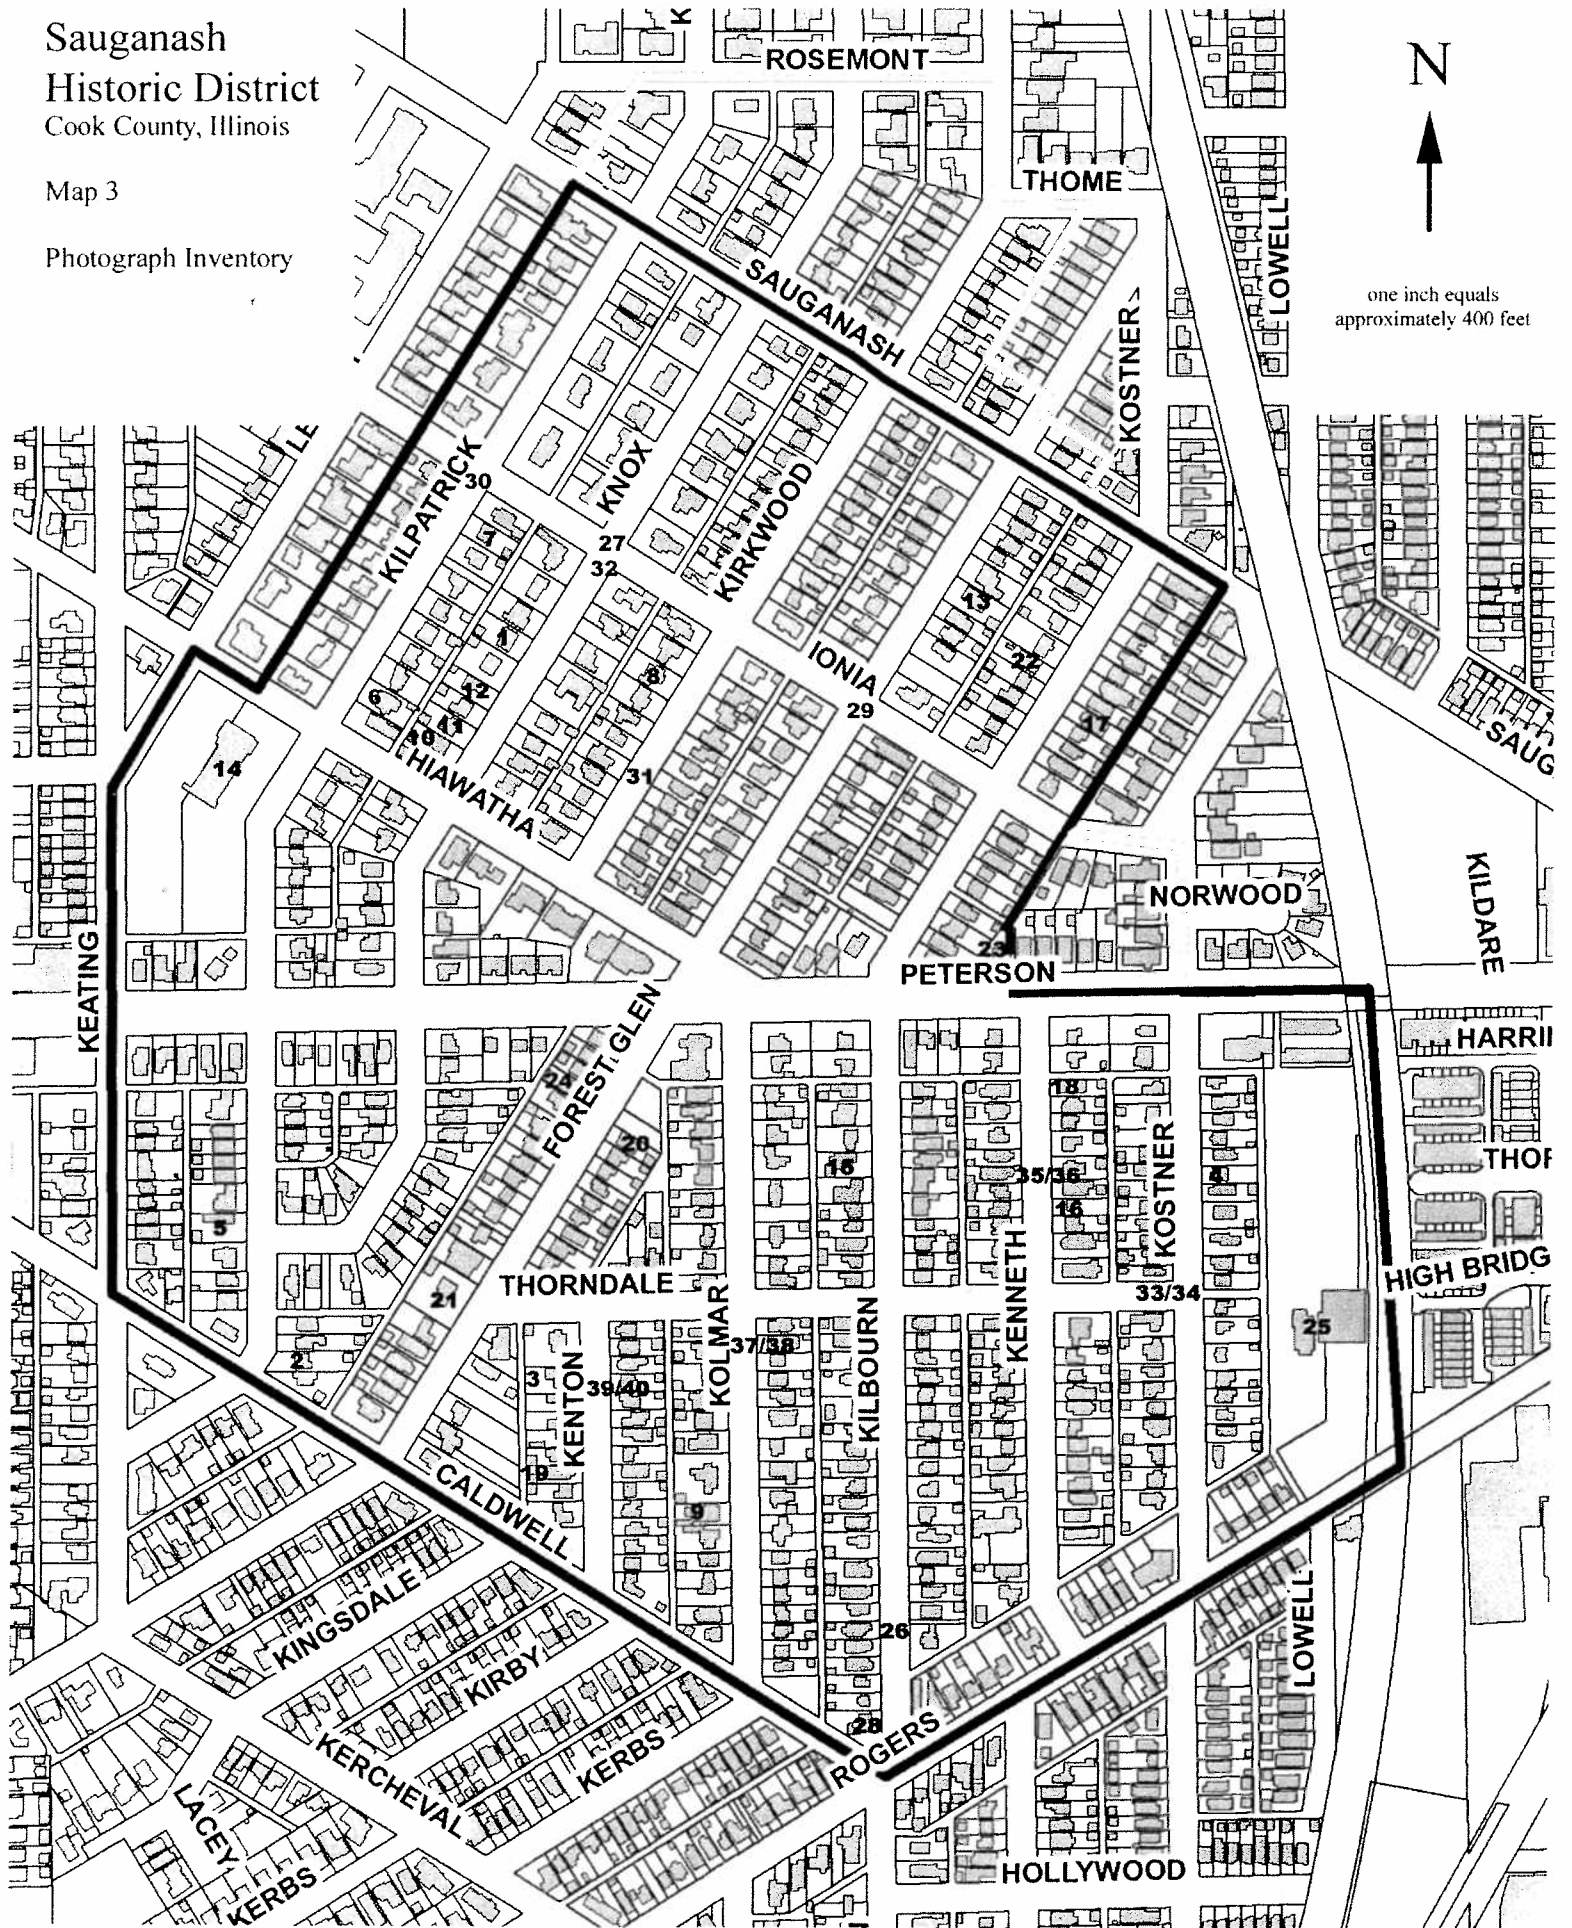 Sauganash
Historic District
Cook County, Illinois
Map 3
Photograph Inventory
N
one inch equals
approximately 400 feet
K
ROSEMONT
THOME
LOWELL
SAUGANASH
KOSTNER
LE
KILPATRICK
30
KNOX
KIRKWOOD
27
32
13
22
IONIA
29
8
6
12
11
10
17
14
HIAWATHA
31
SAUG
KILDARE
NORWOOD
23
PETERSON
KEATING
FOREST GLEN
HARRI
24
18
20
15
35/36
16
KOSTNER
4
THOR
5
KENNETH
THORNDALE
21
33/34
HIGH BRIDG
25
2
3
KENTON
39/40
KOLMAR
37/38
KILBOURN
19
CALDWELL
9
KINGSDALE
KIRBY
26
LOWELL
28
ROGERS
KERCHEVAL
KERBS
LACEY
KERBS
HOLLYWOOD